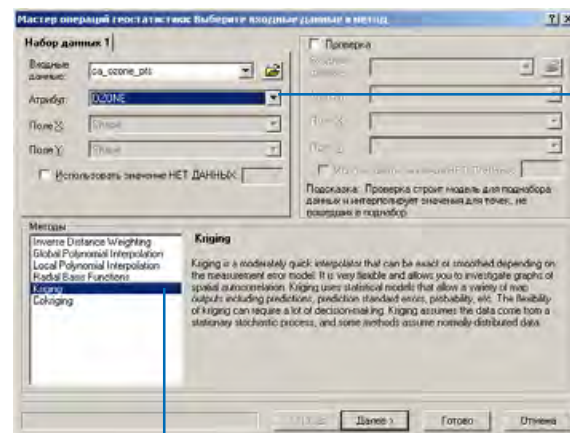 Мастер операций геостатистики: Выберите входные данные и метод
Набор данных 1
Входные данные:
ca_ozone_pts
Атрибут:
OZONE
Поле X:
Shape
Поле Y:
Shape
Использовать значение НЕТ ДАННЫХ:
Проверка
Подсказка: Проверка строит модель для поднабора
данных и интерполирует значения для точек, не
вошедших в поднабор.
Методы
Inverse Distance Weighting
Global Polynomial Interpolation
Local Polynomial Interpolation
Radial Basis Functions
Kriging
Cokriging
Kriging
Kriging is a moderately quick interpolator that can be exact or smoothed depending on
the measurement error model. It is very flexible and allows you to investigate graphs of
spatial autocorrelation. Kriging uses statistical models that allow a variety of map
outputs including predictions, prediction standard errors, probability, etc. The flexibility
of kriging can require a lot of decision-making. Kriging assumes the data come from a
stationary stochastic process, and some methods assume normally-distributed data.
Далее >
Готово
Отмена